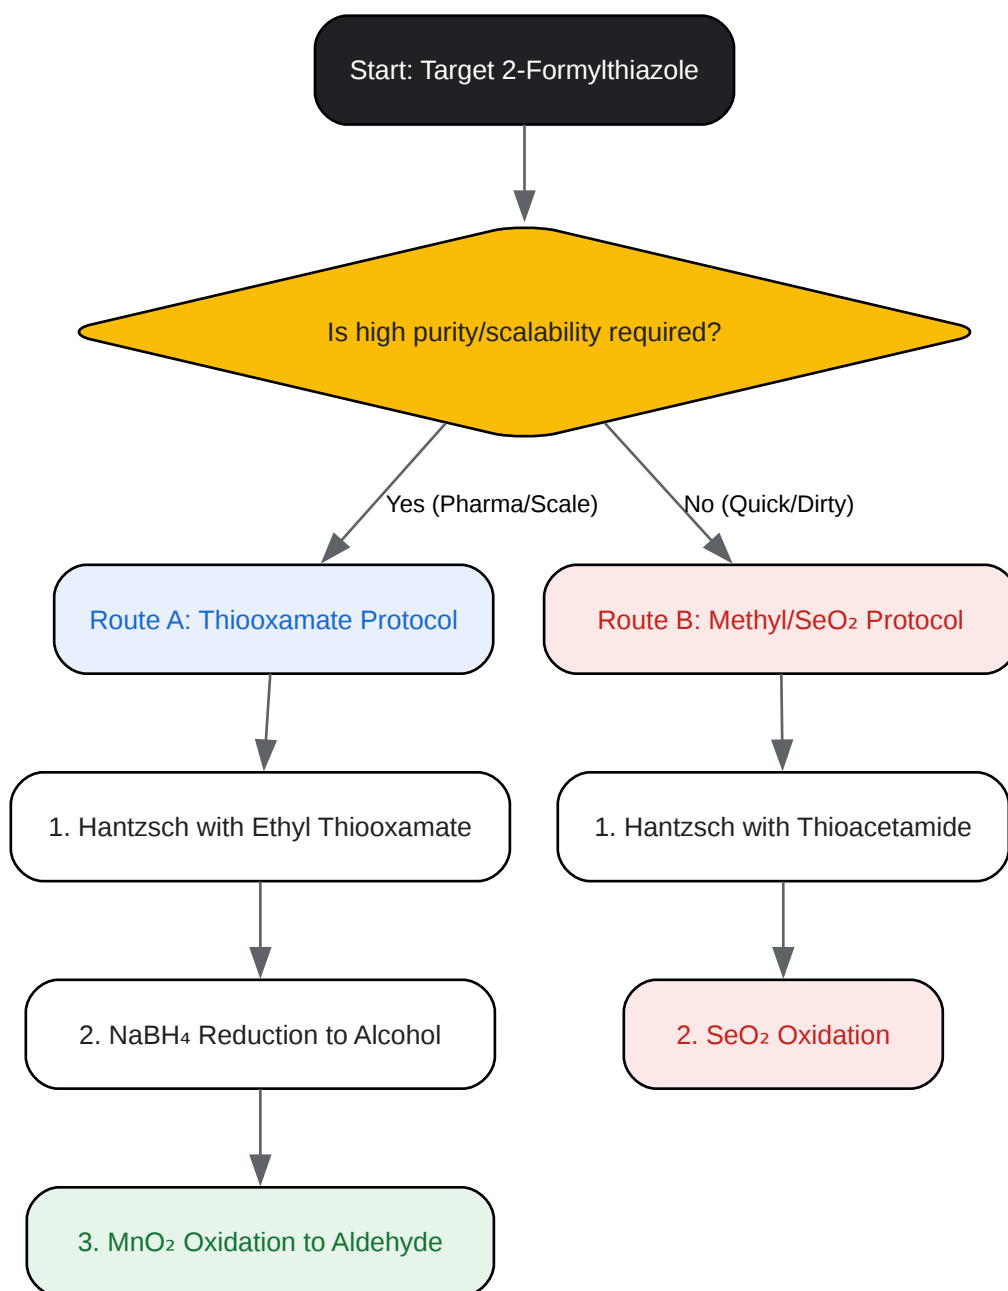 Start: Target 2-Formylthiazole
Is high purity/scalability required?
Yes (Pharma/Scale)
No (Quick/Dirty)
Route A: Thiooxamate Protocol
Route B: Methyl/SeO₂ Protocol
1. Hantzsch with Ethyl Thiooxamate
1. Hantzsch with Thioacetamide
2. NaBH₄ Reduction to Alcohol
2. SeO₂ Oxidation
3. MnO₂ Oxidation to Aldehyde